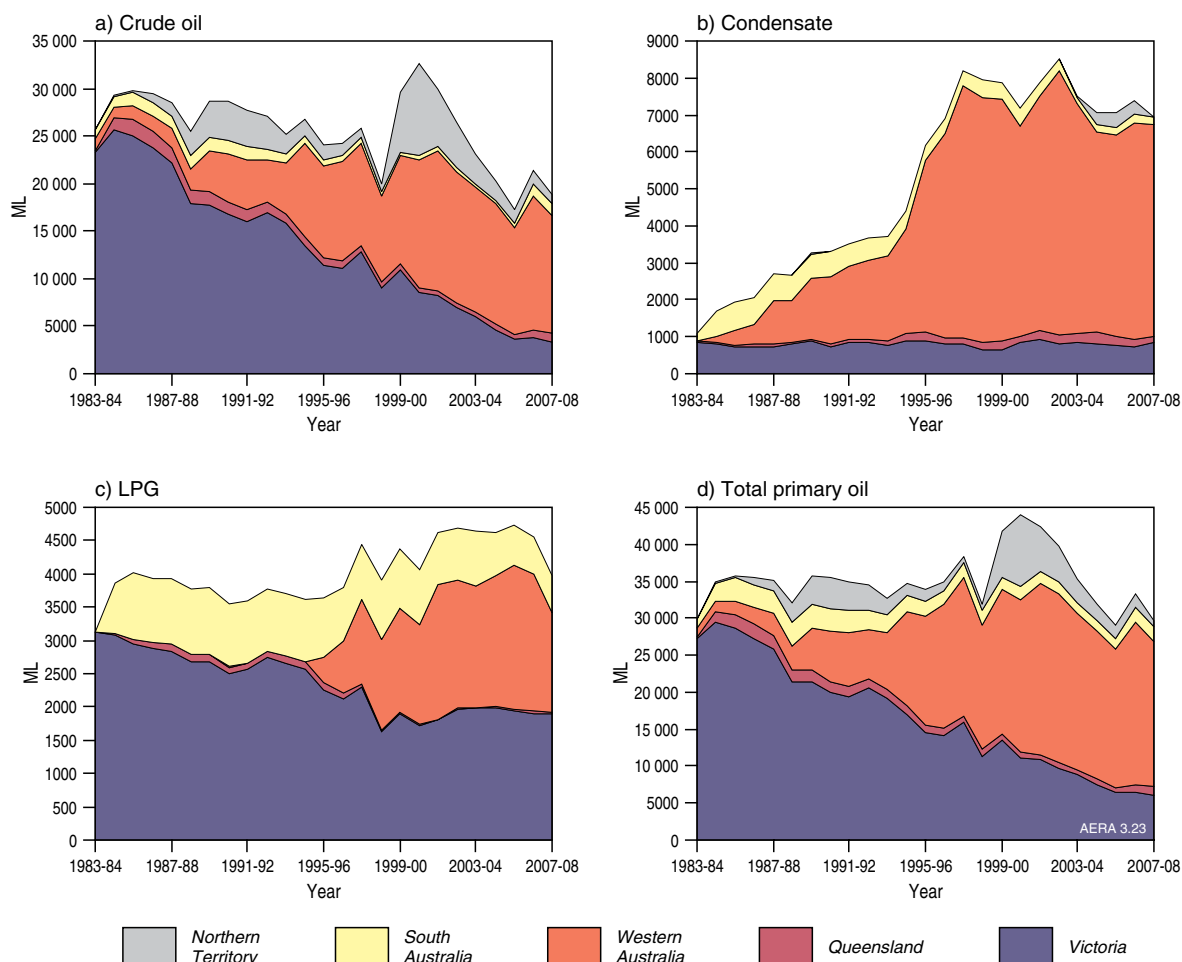 a) Crude oil
35 000
30 000
25 000
20 000
15 000
10 000
5000
0
ML
1983-84 1987-88 1991-92 1995-96 1999-00 2003-04 2007-08
Year
b) Condensate
9000
8000
7000
6000
5000
4000
3000
2000
1000
0
ML
1983-84 1987-88 1991-92 1995-96 1999-00 2003-04 2007-08
Year
c) LPG
5000
4500
4000
3500
3000
2500
2000
1500
1000
500
0
ML
1983-84 1987-88 1991-92 1995-96 1999-00 2003-04 2007-08
Year
d) Total primary oil
45 000
40 000
35 000
30 000
25 000
20 000
15 000
10 000
5000
0
ML
AERA 3.23
1983-84 1987-88 1991-92 1995-96 1999-00 2003-04 2007-08
Year
Northern
Territory
South
Australia
Western
Australia
Queensland
Victoria